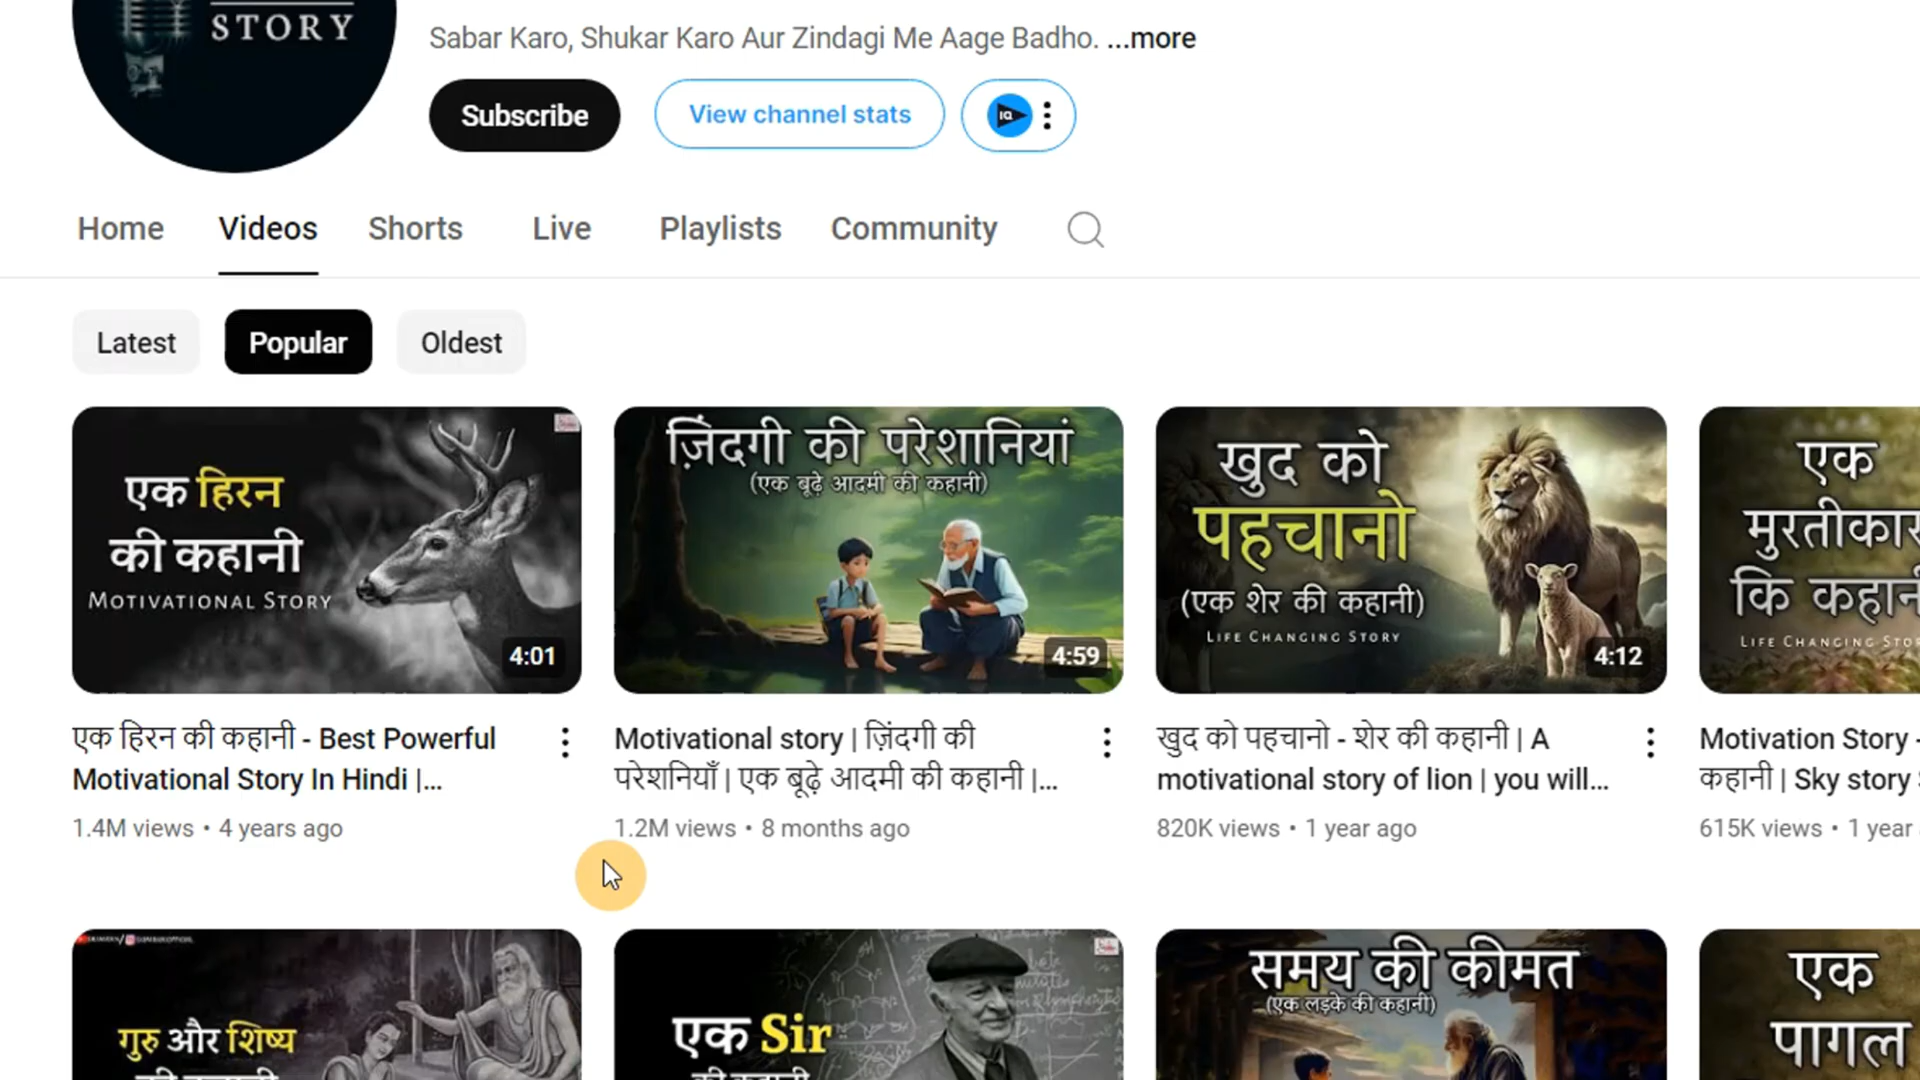 STORY
Sabar Karo, Shukar Karo Aur Zindagi Me Aage Badho. ...more
Subscribe
View channel stats
IQ
Home Videos Shorts Live Playlists Community
Latest Popular Oldest
एक हिरन
की कहानी
MOTIVATIONAL STORY
4:01
ज़िंदगी की परेशानियां
(एक बूढ़े आदमी की कहानी)
4:59
खुद को
पहचानो
(एक शेर की कहानी)
LIFE CHANGING STORY
4:12
एक
मुरतीकार
कि कहानी
LIFE CHANGING STOR
एक हिरन की कहानी - Best Powerful
Motivational Story In Hindi |...
1.4M views • 4 years ago
Motivational story | ज़िंदगी की
परेशनियाँ | एक बूढ़े आदमी की कहानी |...
1.2M views • 8 months ago
खुद को पहचानो - शेर की कहानी | A
motivational story of lion | you will...
820K views • 1 year ago
Motivation Story -
कहानी | Sky story
615K views • 1 year
गुरु और शिष्य
की कहानी
एक Sir
की कहानी
समय की कीमत
(एक लड़के की कहानी)
एक
पागल